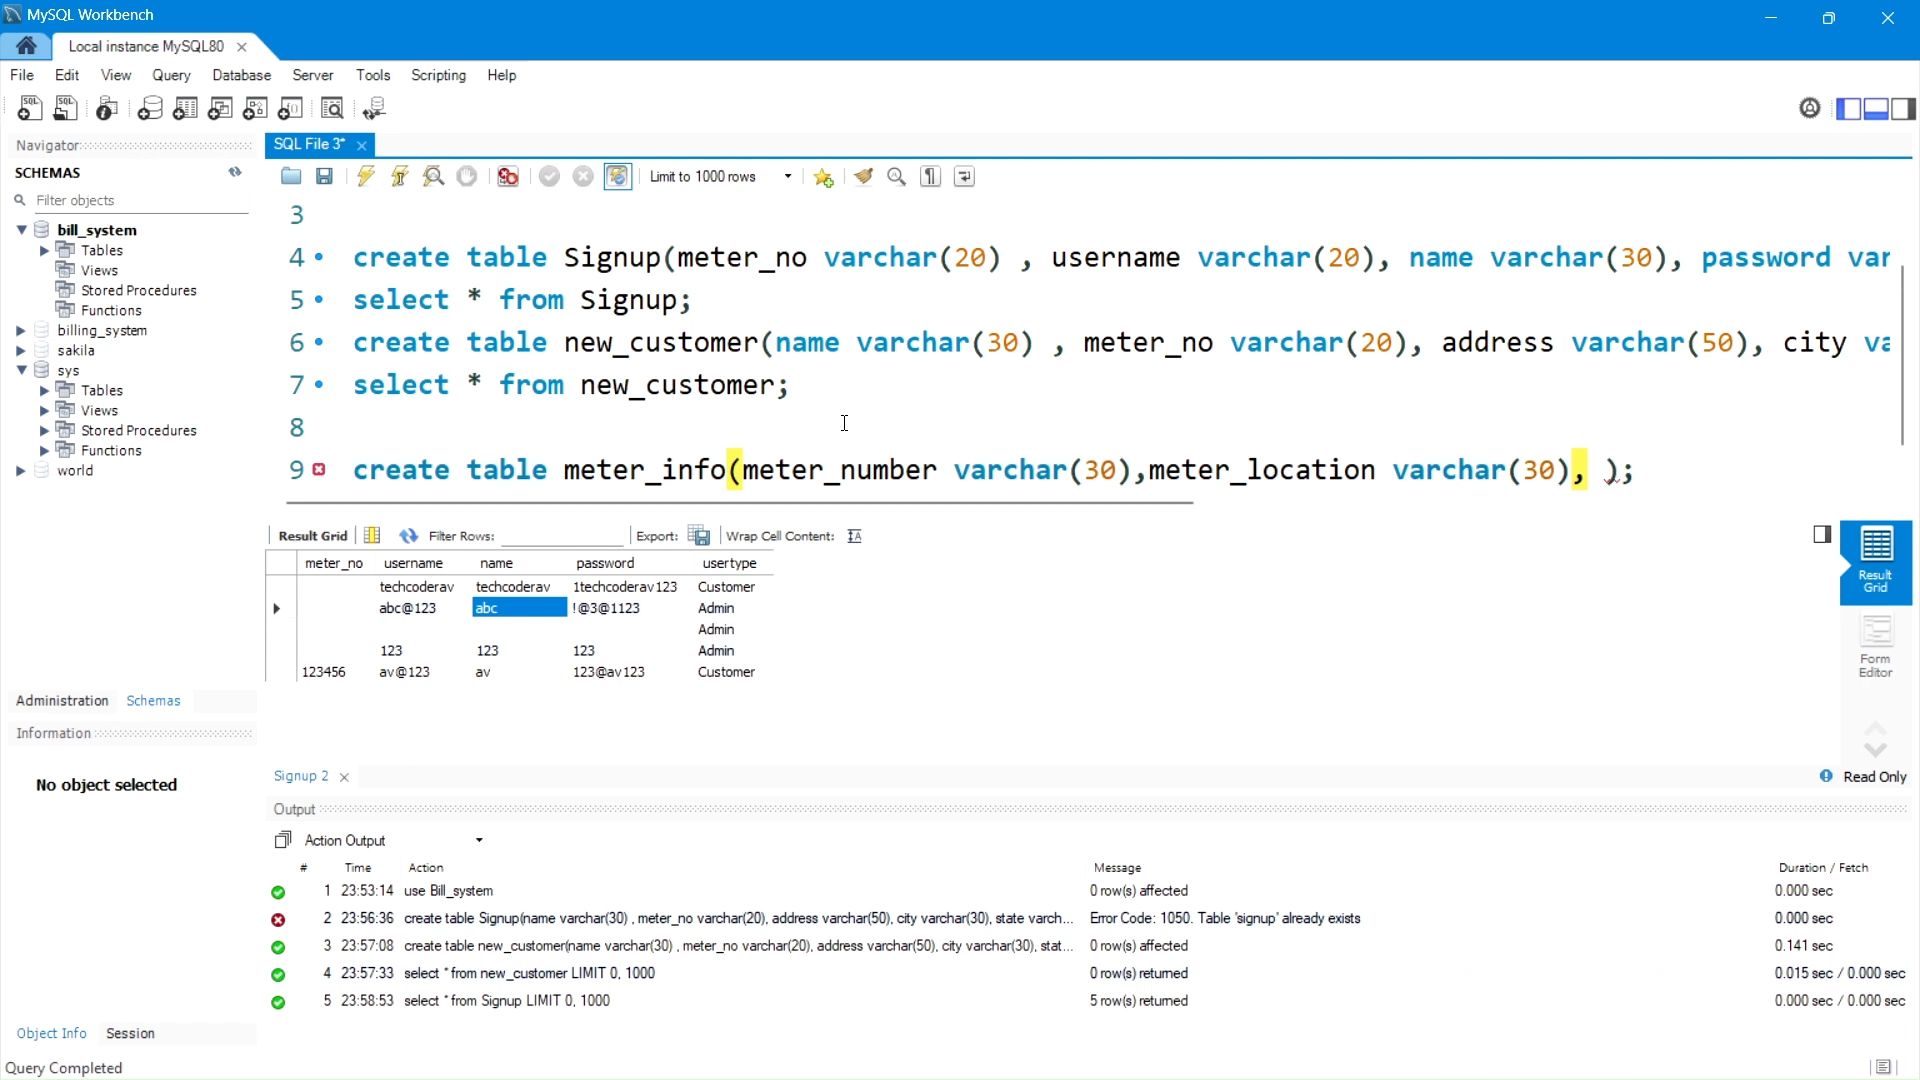 MySQL Workbench
Local instance MySQL80
File Edit View Query Database Server Tools Scripting Help
Navigator
SQL File 3*
SCHEMAS
Filter objects
Limit to 1000 rows
bill_system
Tables
Views
Stored Procedures
Functions
billing_system
sakila
sys
Tables
Views
Stored Procedures
Functions
world
3
4 create table Signup(meter_no varchar(20) , username varchar(20), name varchar(30), password var
5 select * from Signup;
6 create table new_customer(name varchar(30) , meter_no varchar(20), address varchar(50), city va
7 select * from new_customer;
8
9 create table meter_info(meter_number varchar(30),meter_location varchar(30), );
Result Grid Filter Rows: Export: Wrap Cell Content:
meter_no username name password usertype
techcoderav techcoderav 1techcoderav123 Customer
abc@123 abc !@3@1123 Admin
Admin
123 123 123 Admin
123456 av@123 av 123@av123 Customer
Result Grid
Form Editor
Administration Schemas
Information
No object selected
Signup 2
Read Only
Output
Action Output
# Time Action Message Duration / Fetch
1 23:53:14 use Bill_system 0 row(s) affected 0.000 sec
2 23:56:36 create table Signup(name varchar(30) , meter_no varchar(20), address varchar(50), city varchar(30), state varch... Error Code: 1050. Table 'signup' already exists 0.000 sec
3 23:57:08 create table new_customer(name varchar(30) , meter_no varchar(20), address varchar(50), city varchar(30), stat... 0 row(s) affected 0.141 sec
4 23:57:33 select * from new_customer LIMIT 0, 1000 0 row(s) returned 0.015 sec / 0.000 sec
5 23:58:53 select * from Signup LIMIT 0, 1000 5 row(s) returned 0.000 sec / 0.000 sec
Object Info Session
Query Completed